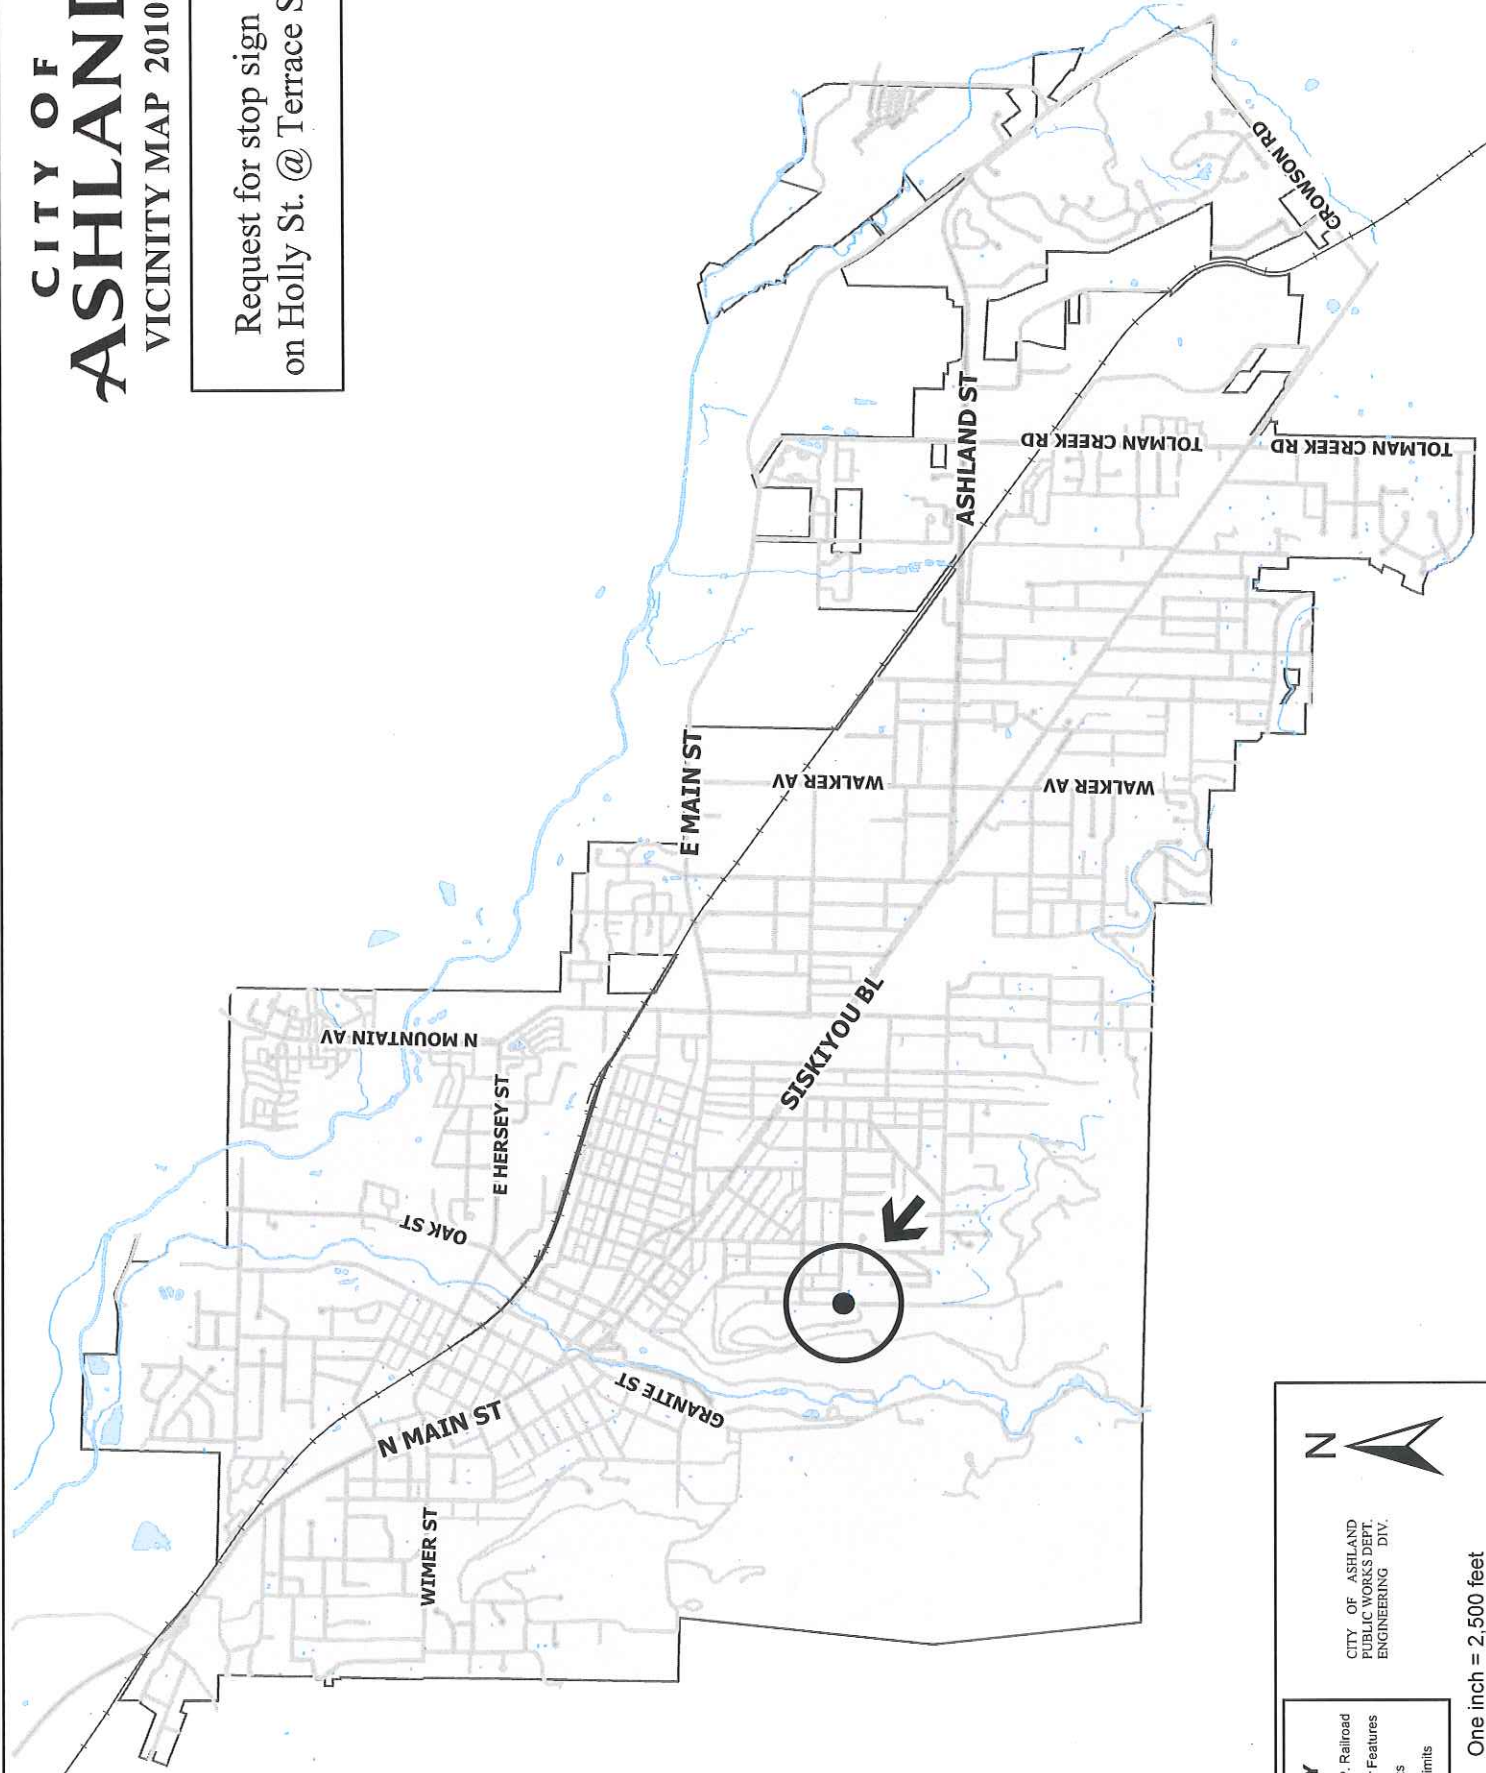 CITY OF
ASHLAND
VICINITY MAP 2010
Request for stop sign
on Holly St. @ Terrace S
CROWSON RD
ASHLAND ST
TOLMAN CREEK RD
TOLMAN CREEK RD
E MAIN ST
WALKER AV
WALKER AV
N MOUNTAIN AV
SISKIYOU BL
E HERSEY ST
OAK ST
GRANITE ST
N MAIN ST
WIMER ST
N
CITY OF ASHLAND
PUBLIC WORKS DEPT.
ENGINEERING DIV.
Railroad
Features
imits
One inch = 2,500 feet